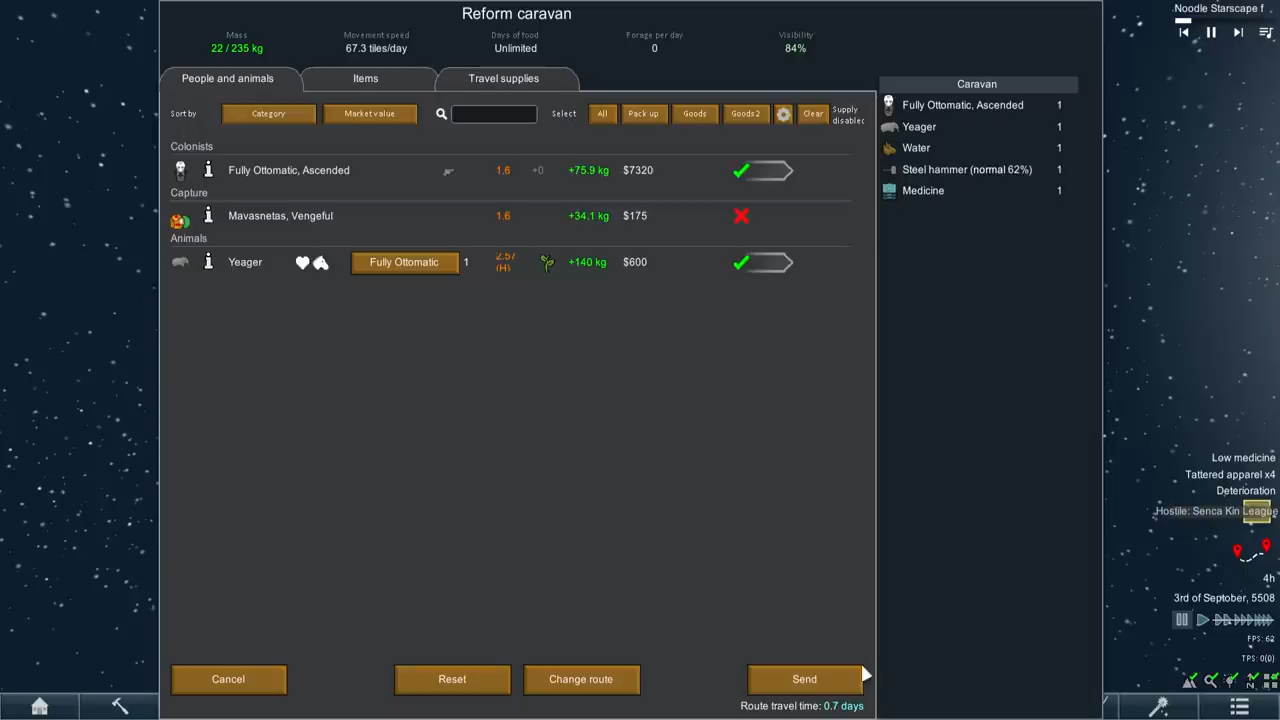 Reform caravan
Noodle Starscape f
Mass
Movement speed
Days of food
Forage per day
Visibility
22 / 235 kg
67.3 tiles/day
Unlimited
0
84%
People and animals
Items
Travel supplies
Caravan
Sort by
Category
Market value
Select
All
Pack up
Goods
Goods 2
Clear
Supply
disabled
Fully Ottomatic, Ascended 1
Yeager 1
Water 1
Steel hammer (normal 62%) 1
Medicine 1
Colonists
Fully Ottomatic, Ascended 1.6 +0 +75.9 kg $7320
Capture
Mavasnetas, Vengeful 1.6 +34.1 kg $175
Animals
Yeager Fully Ottomatic 1 2.57 (H) +140 kg $600
Low medicine
Tattered apparel x4
Deterioration
Hostile: Senca Kin League
4h
3rd of Septober, 5508
FPS: 62
TPS: 0(0)
Cancel
Reset
Change route
Send
Route travel time: 0.7 days